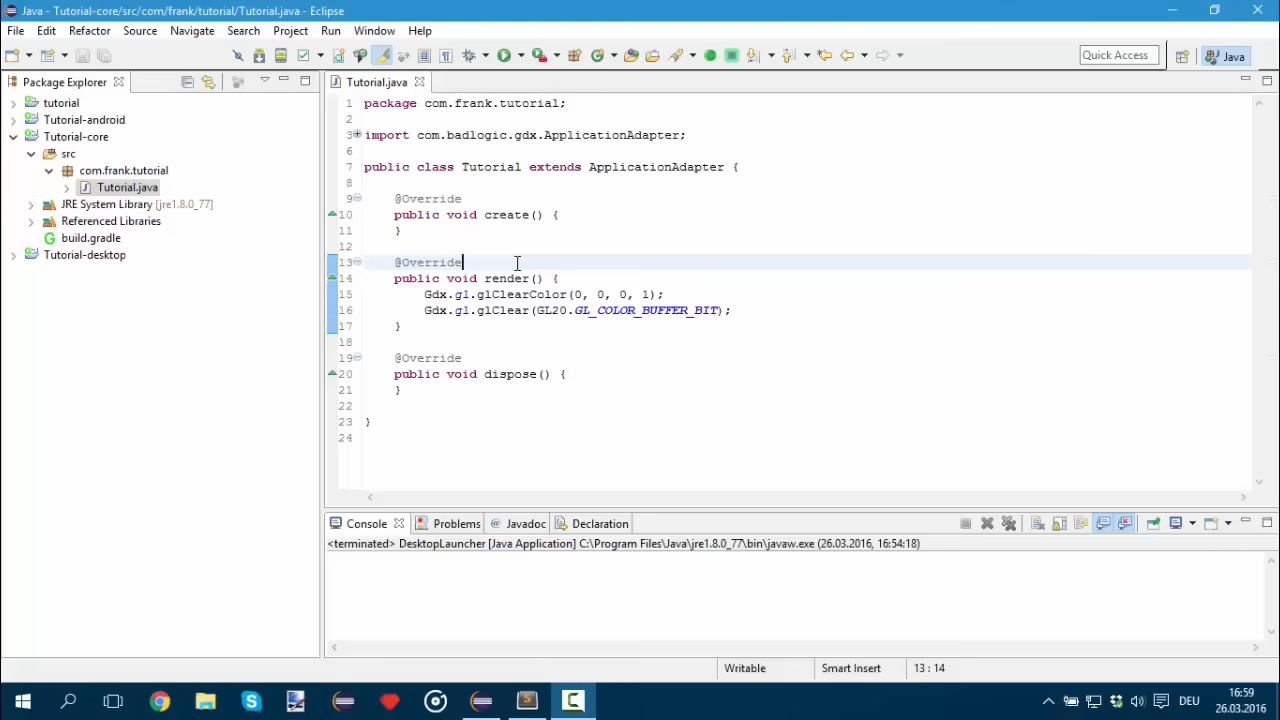 Java - Tutorial-core/src/com/frank/tutorial/Tutorial.java - Eclipse
File Edit Refactor Source Navigate Search Project Run Window Help
Quick Access
Java
Package Explorer
tutorial
Tutorial-android
Tutorial-core
src
com.frank.tutorial
Tutorial.java
JRE System Library [jre1.8.0_77]
Referenced Libraries
build.gradle
Tutorial-desktop
Tutorial.java
1 package com.frank.tutorial;
2
3 import com.badlogic.gdx.ApplicationAdapter;
6
7 public class Tutorial extends ApplicationAdapter {
8
9 @Override
10 public void create() {
11 }
12
13 @Override
14 public void render() {
15 Gdx.gl.glClearColor(0, 0, 0, 1);
16 Gdx.gl.glClear(GL20.GL_COLOR_BUFFER_BIT);
17 }
18
19 @Override
20 public void dispose() {
21 }
22
23 }
24
Console Problems @ Javadoc Declaration
<terminated> DesktopLauncher [Java Application] C:\Program Files\Java\jre1.8.0_77\bin\javaw.exe (26.03.2016, 16:54:18)
Writable Smart Insert 13 : 14
DEU
16:59
26.03.2016